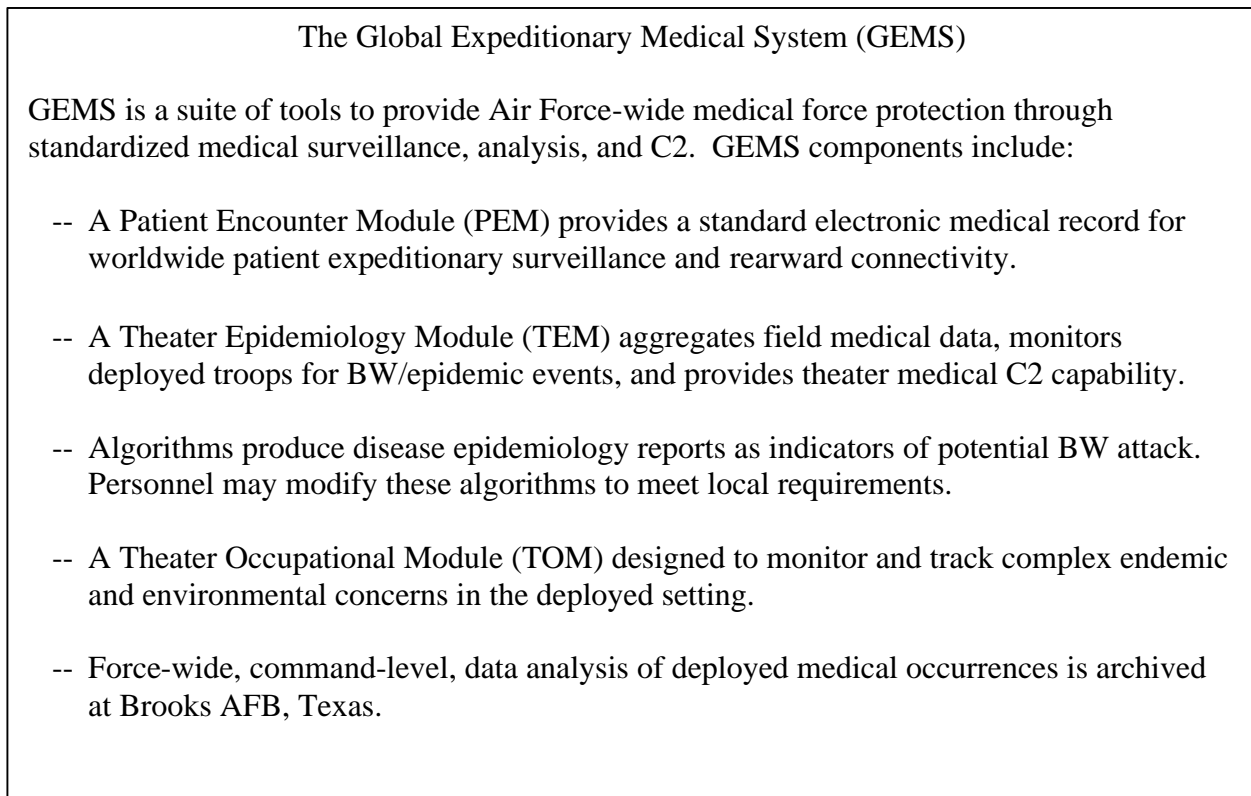 The Global Expeditionary Medical System (GEMS)
GEMS is a suite of tools to provide Air Force-wide medical force protection through
standardized medical surveillance, analysis, and C2.  GEMS components include:
--  A Patient Encounter Module (PEM) provides a standard electronic medical record for
worldwide patient expeditionary surveillance and rearward connectivity.
--  A Theater Epidemiology Module (TEM) aggregates field medical data, monitors
deployed troops for BW/epidemic events, and provides theater medical C2 capability.
--  Algorithms produce disease epidemiology reports as indicators of potential BW attack.
Personnel may modify these algorithms to meet local requirements.
--  A Theater Occupational Module (TOM) designed to monitor and track complex endemic
and environmental concerns in the deployed setting.
--  Force-wide, command-level, data analysis of deployed medical occurrences is archived
at Brooks AFB, Texas.